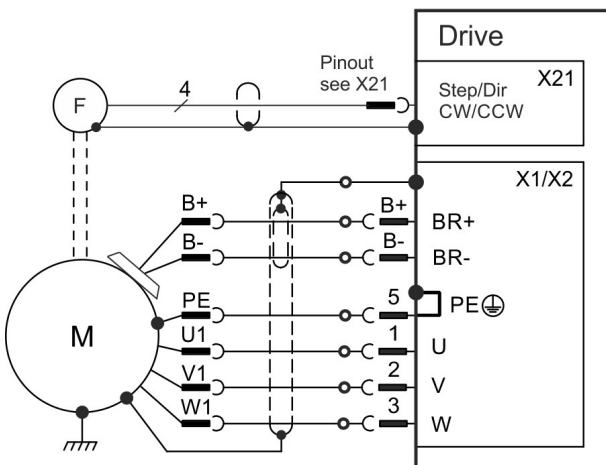 Drive
Pinout
see X21
X21
Step/Dir
CW/CCW
F
4
X1/X2
B+
B+
BR+
B-
B-
BR-
PE
5
PE
M
U1
1
U
V1
2
V
W1
3
W